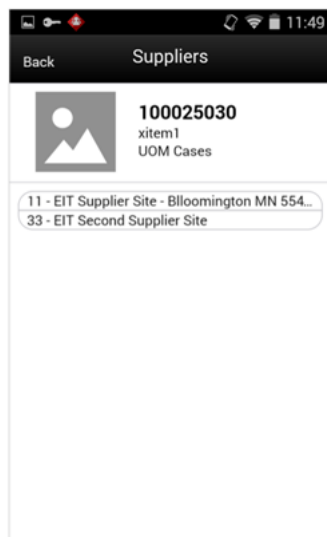 11:49
Back
Suppliers
100025030
xitem1
UOM Cases
11 - EIT Supplier Site - Blloomington MN 554...
33 - EIT Second Supplier Site